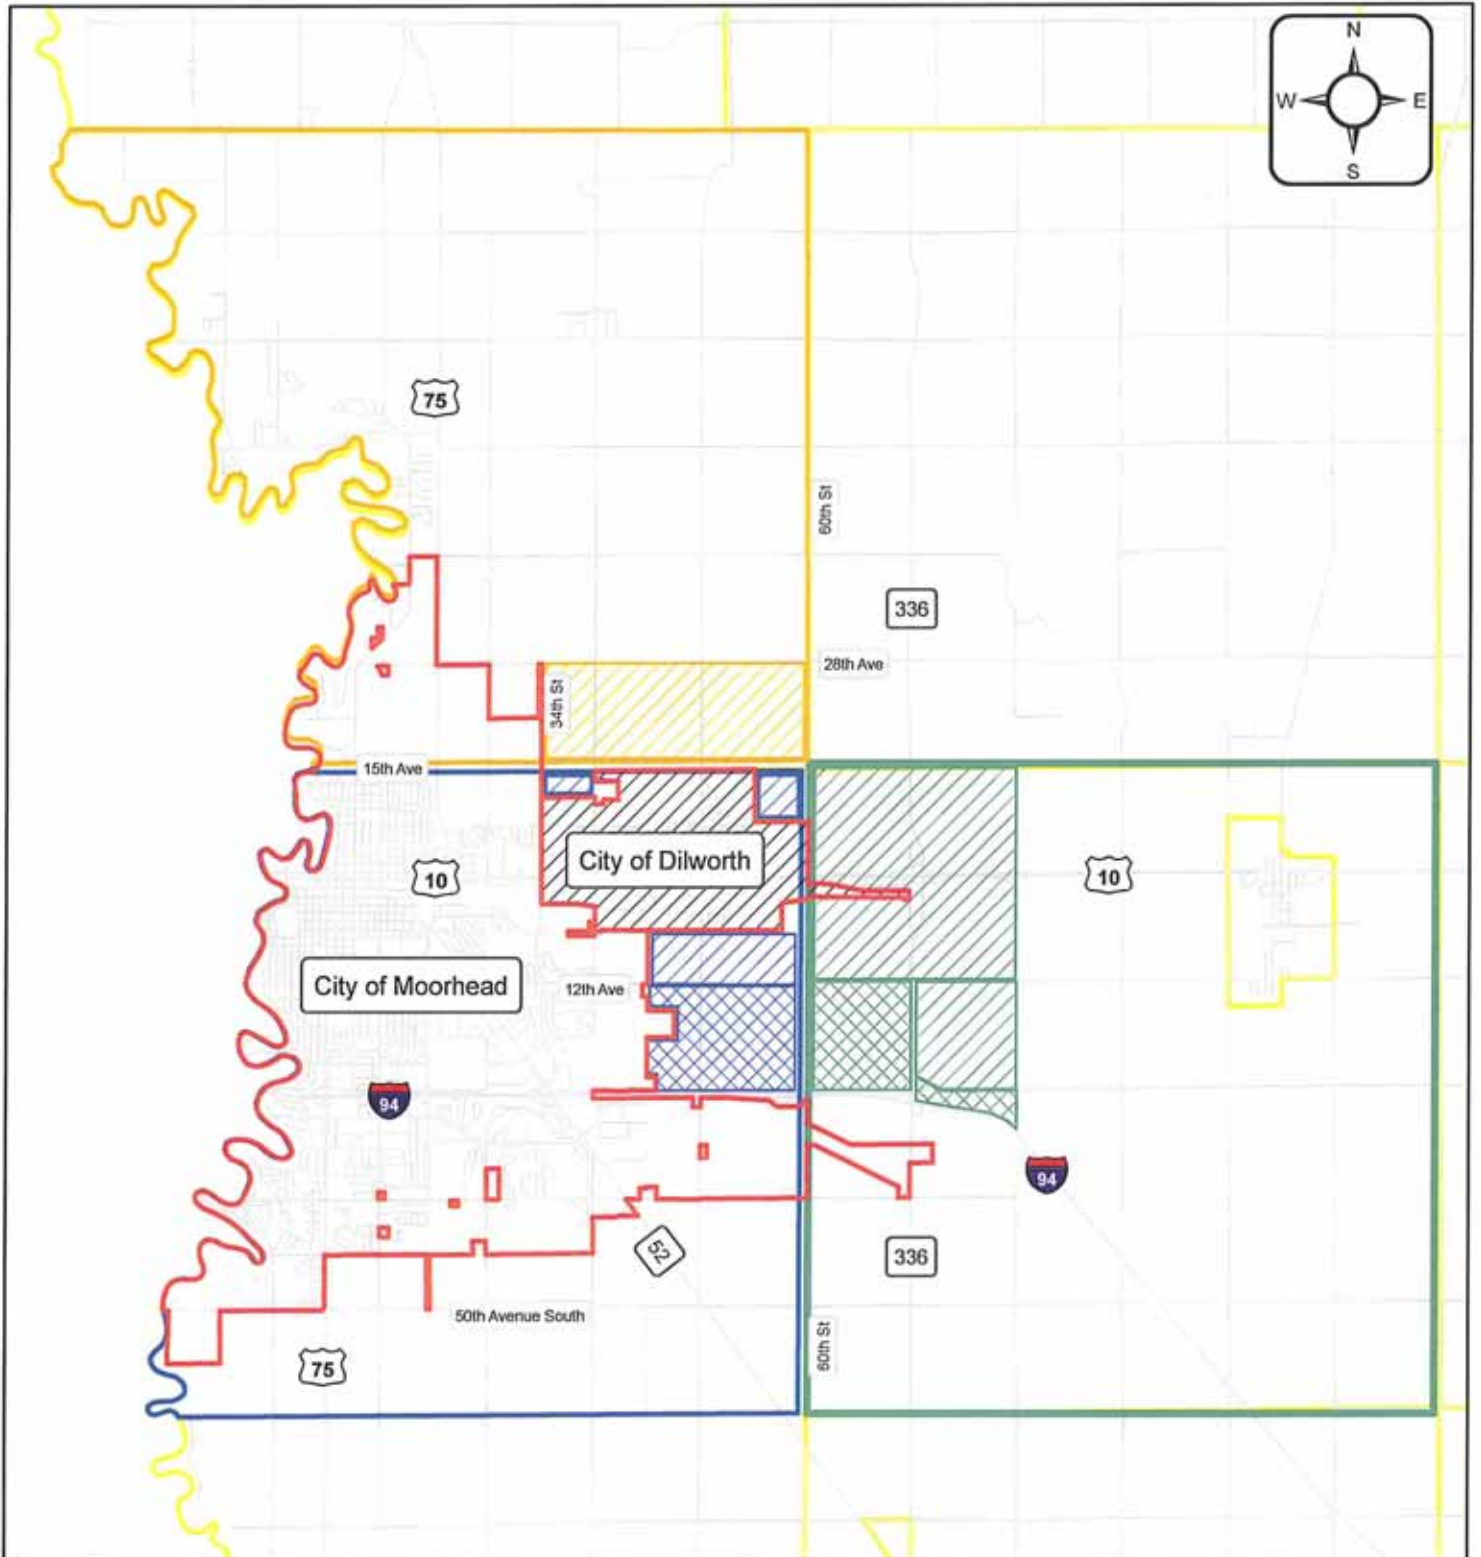 N
W E
S
75
60th St
336
28th Ave
34th St
15th Ave
City of Dilworth
10
10
City of Moorhead
12th Ave
94
94
52
336
50th Avenue South
60th St
75